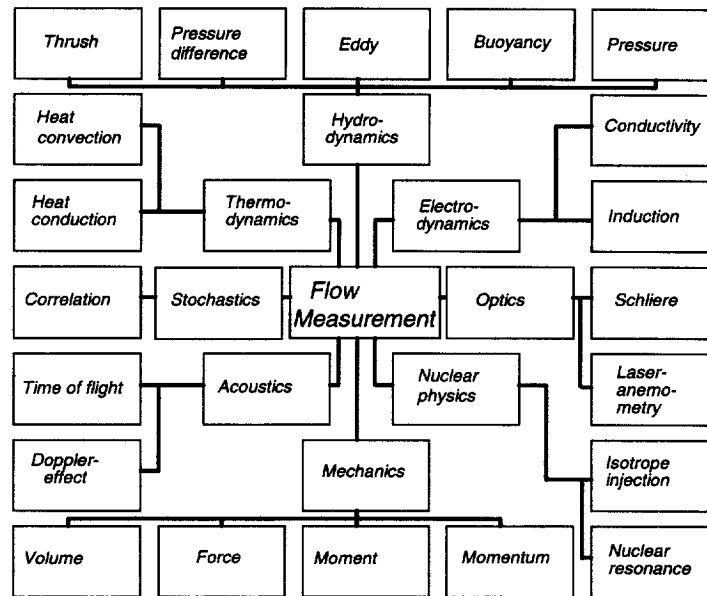 Thrush
Pressure
difference
Eddy
Buoyancy
Pressure
Heat
convection
Hydro-
dynamics
Conductivity
Heat
conduction
Thermo-
dynamics
Electro-
dynamics
Induction
Correlation
Stochastics
Flow
Measurement
Optics
Schliere
Time of flight
Acoustics
Nuclear
physics
Laser-
anemo-
metry
Doppler-
effect
Mechanics
Isotrope
injection
Volume
Force
Moment
Momentum
Nuclear
resonance